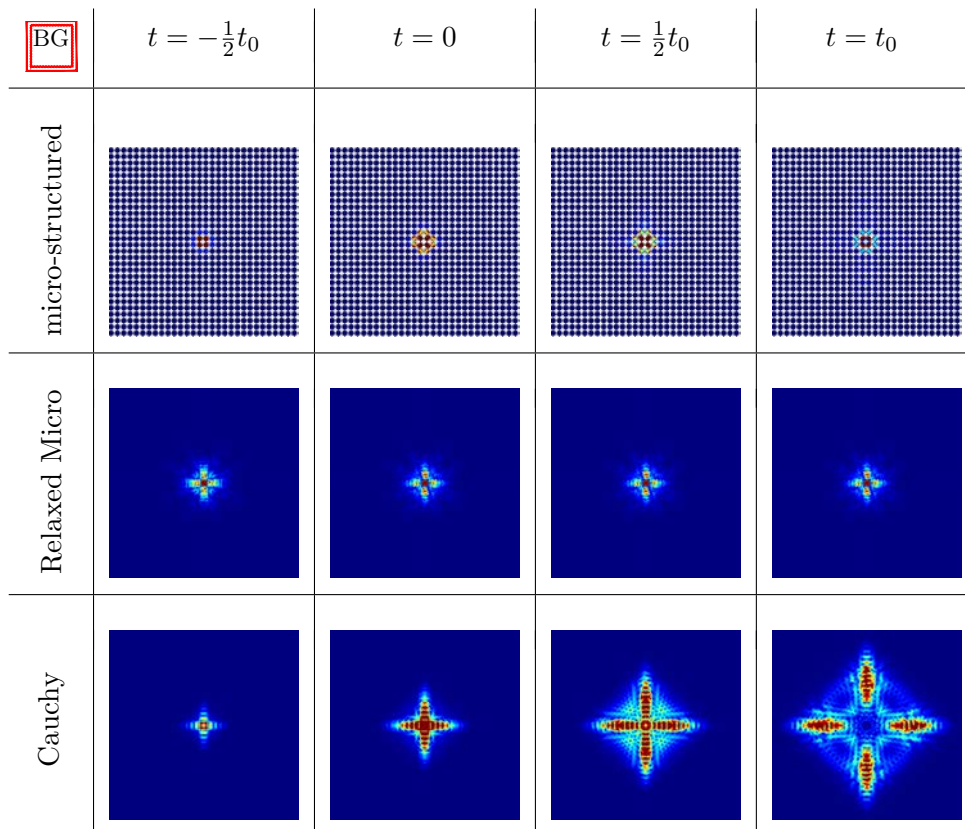 BG
t = −½t₀
t = 0
t = ½t₀
t = t₀
micro-structured
Relaxed Micro
Cauchy